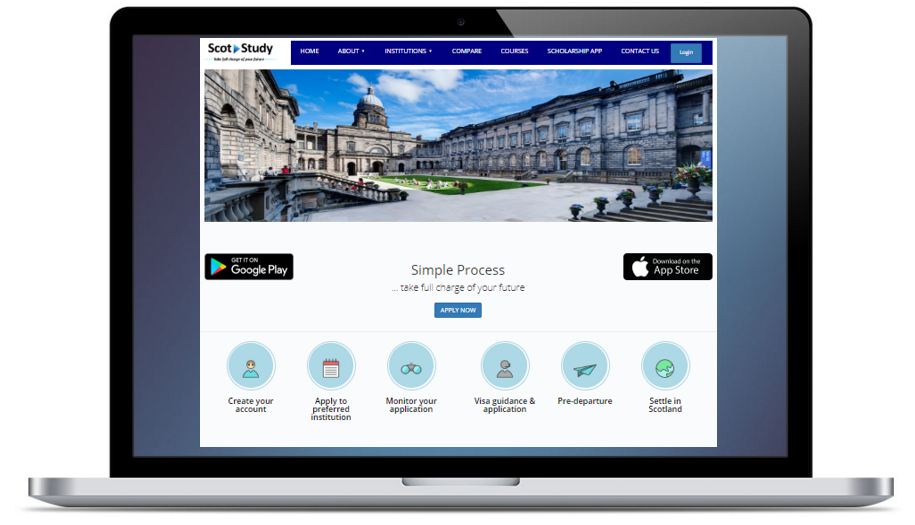 Scot Study
take full charge of your future
HOME ABOUT INSTITUTIONS COMPARE COURSES SCHOLARSHIP APP CONTACT US Login
GET IT ON
Google Play
Download on the
App Store
Simple Process
... take full charge of your future
APPLY NOW
Create your
account
Apply to
preferred
institution
Monitor your
application
Visa guidance &
application
Pre-departure
Settle in
Scotland